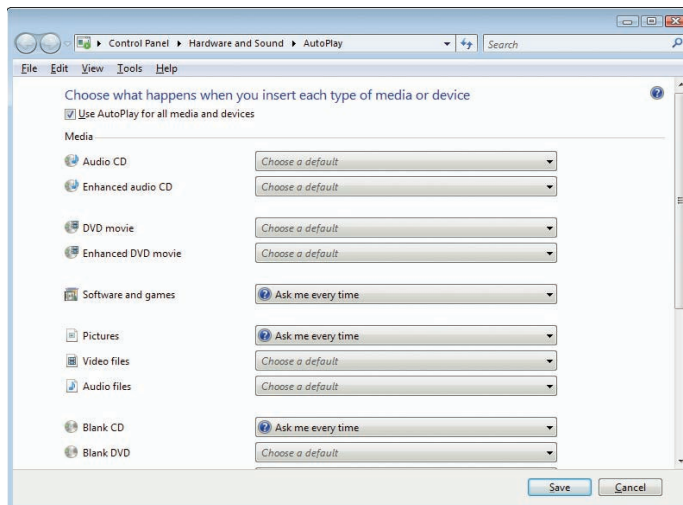 Control Panel ▸ Hardware and Sound ▸ AutoPlay Search
File Edit View Tools Help
Choose what happens when you insert each type of media or device
Use AutoPlay for all media and devices
Media
Audio CD Choose a default
Enhanced audio CD Choose a default
DVD movie Choose a default
Enhanced DVD movie Choose a default
Software and games Ask me every time
Pictures Ask me every time
Video files Choose a default
Audio files Choose a default
Blank CD Ask me every time
Blank DVD Choose a default
Save Cancel